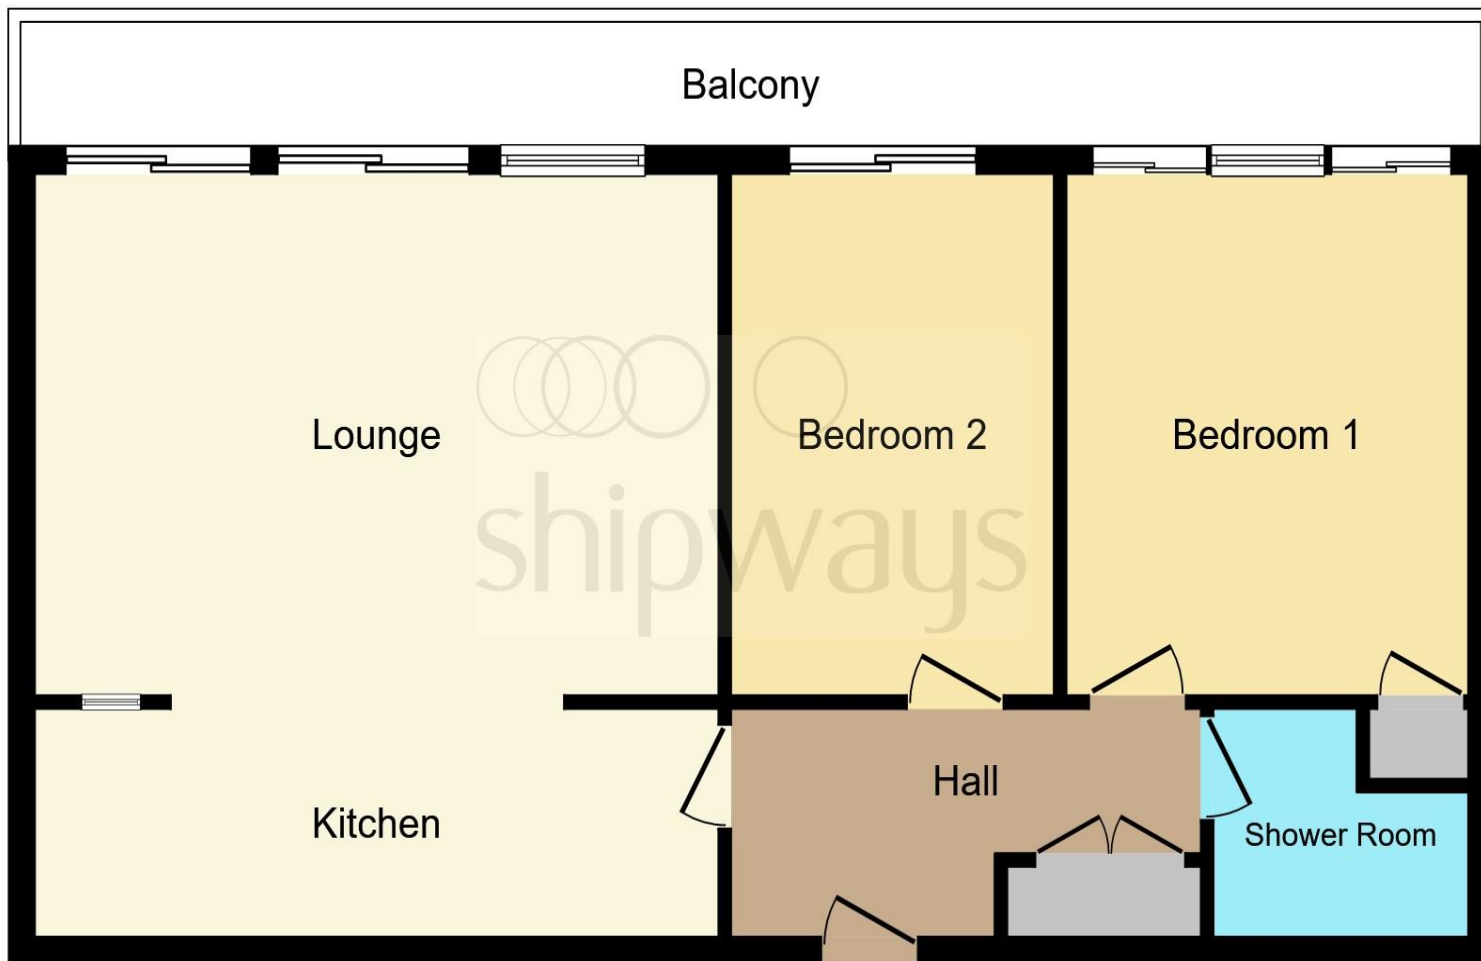 Balcony
Lounge
Bedroom 2
Bedroom 1
shipways
Hall
Kitchen
Shower Room